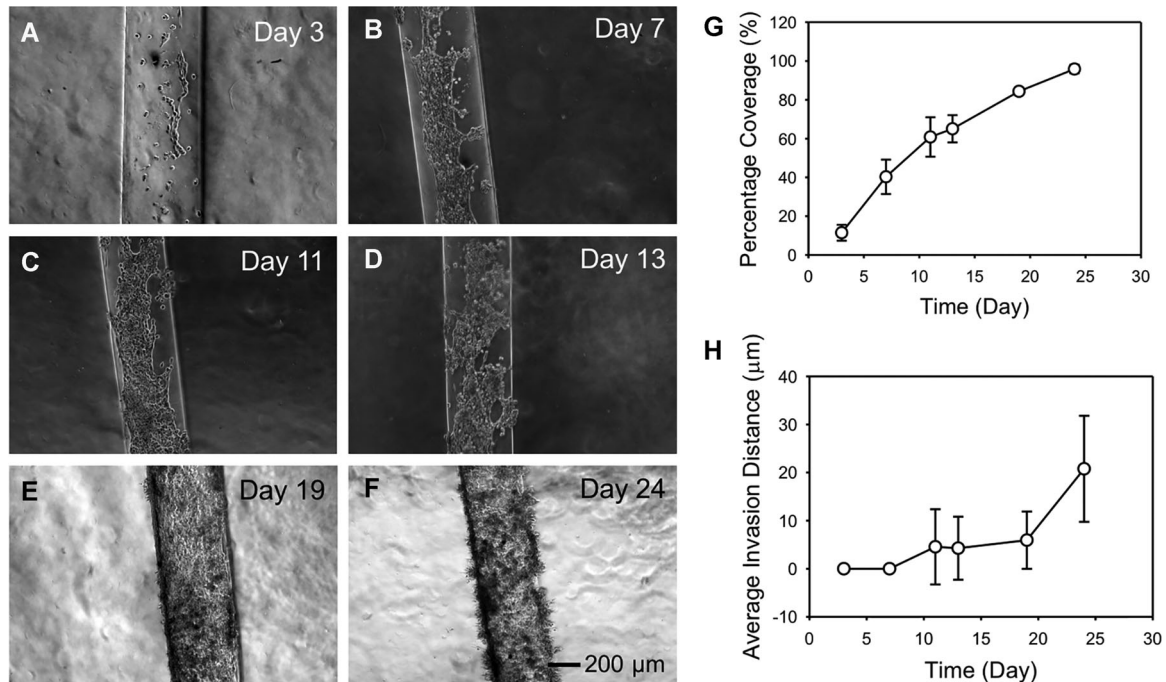 A
Day 3
B
Day 7
C
Day 11
D
Day 13
E
Day 19
F
Day 24
200 μm
G
Percentage Coverage (%)
120
100
80
60
40
20
0
0 5 10 15 20 25 30
Time (Day)
H
Average Invasion Distance (μm)
40
30
20
10
0
-10
0 5 10 15 20 25 30
Time (Day)